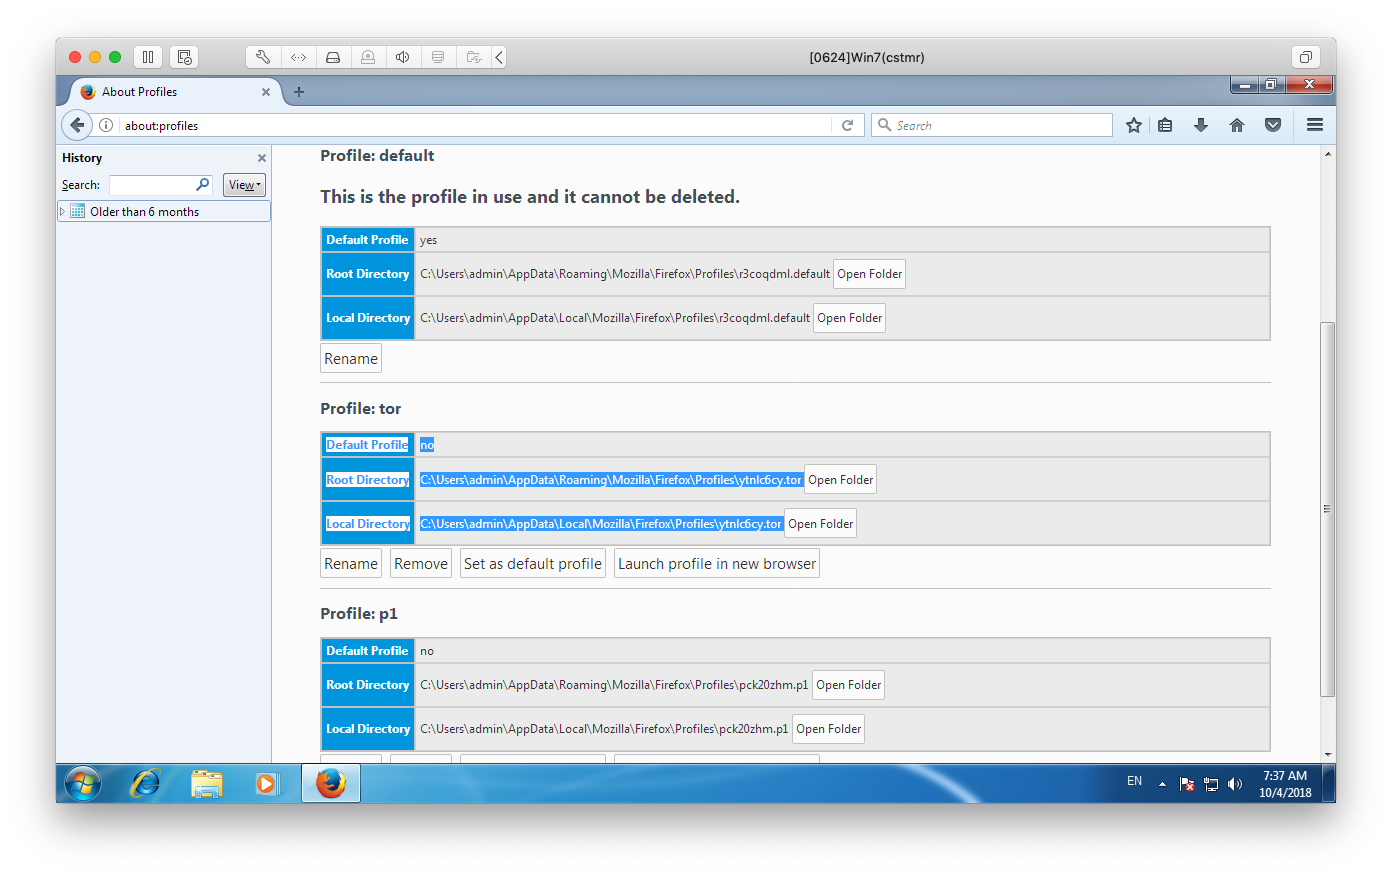 [0624]Win7(cstmr)
About Profiles
about:profiles
Search
History
Search:
View
Older than 6 months
Profile: default
This is the profile in use and it cannot be deleted.
Default Profile yes
Root Directory C:\Users\admin\AppData\Roaming\Mozilla\Firefox\Profiles\r3coqdml.default Open Folder
Local Directory C:\Users\admin\AppData\Local\Mozilla\Firefox\Profiles\r3coqdml.default Open Folder
Rename
Profile: tor
Default Profile no
Root Directory C:\Users\admin\AppData\Roaming\Mozilla\Firefox\Profiles\ytnlc6cy.tor Open Folder
Local Directory C:\Users\admin\AppData\Local\Mozilla\Firefox\Profiles\ytnlc6cy.tor Open Folder
Rename Remove Set as default profile Launch profile in new browser
Profile: p1
Default Profile no
Root Directory C:\Users\admin\AppData\Roaming\Mozilla\Firefox\Profiles\pck20zhm.p1 Open Folder
Local Directory C:\Users\admin\AppData\Local\Mozilla\Firefox\Profiles\pck20zhm.p1 Open Folder
EN
7:37 AM
10/4/2018